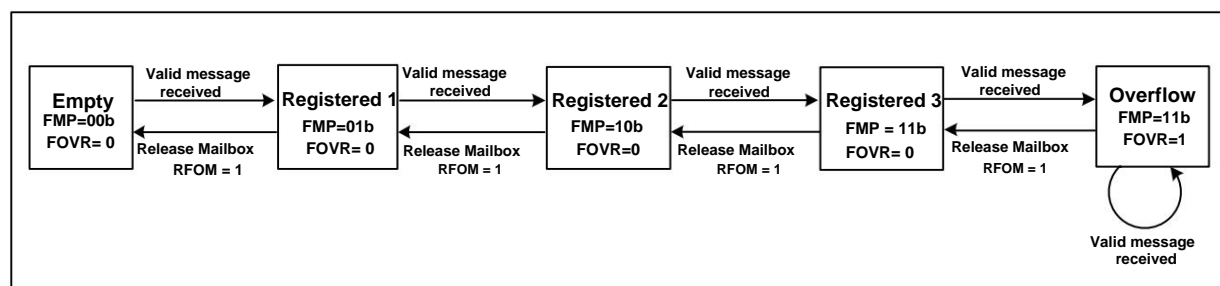 Empty
FMP=00b
FOVR= 0
Valid message
received
Release Mailbox
RFOM = 1
Registered 1
FMP=01b
FOVR= 0
Valid message
received
Release Mailbox
RFOM = 1
Registered 2
FMP=10b
FOVR=0
Valid message
received
Release Mailbox
RFOM = 1
Registered 3
FMP = 11b
FOVR= 0
Valid message
received
Release Mailbox
RFOM = 1
Overflow
FMP=11b
FOVR=1
Valid message
received